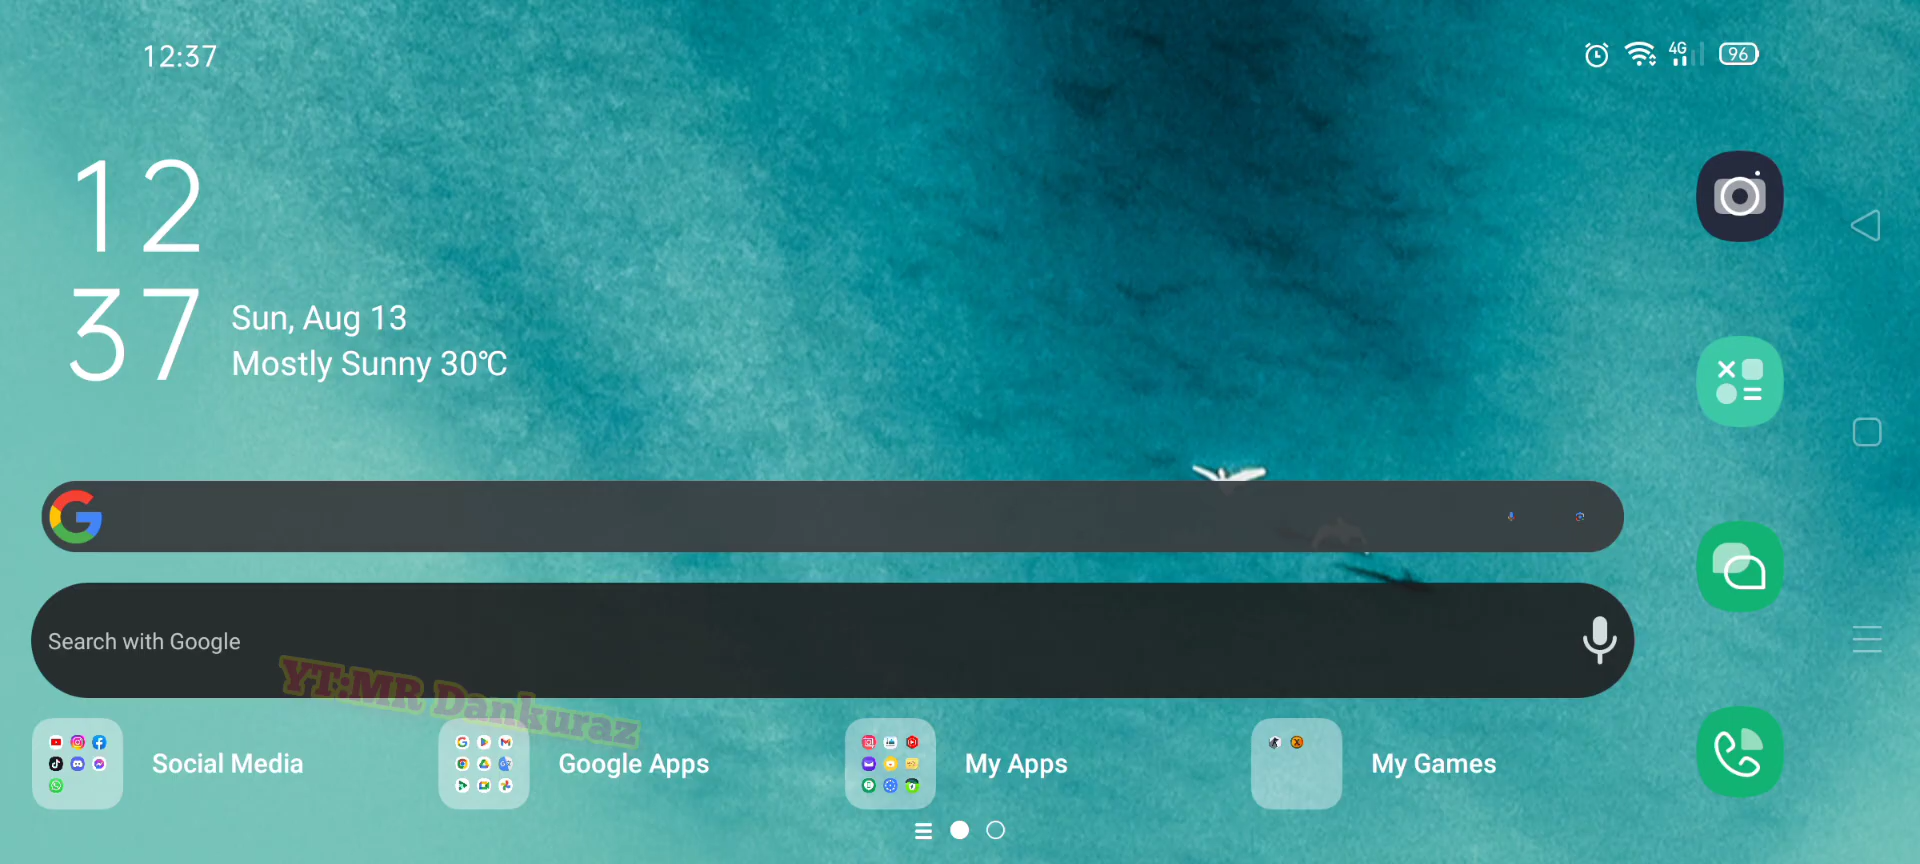 12:37
4G
96
12
37
Sun, Aug 13
Mostly Sunny 30℃
Search with Google
YT:MR Dankuraz
Social Media
Google Apps
My Apps
My Games